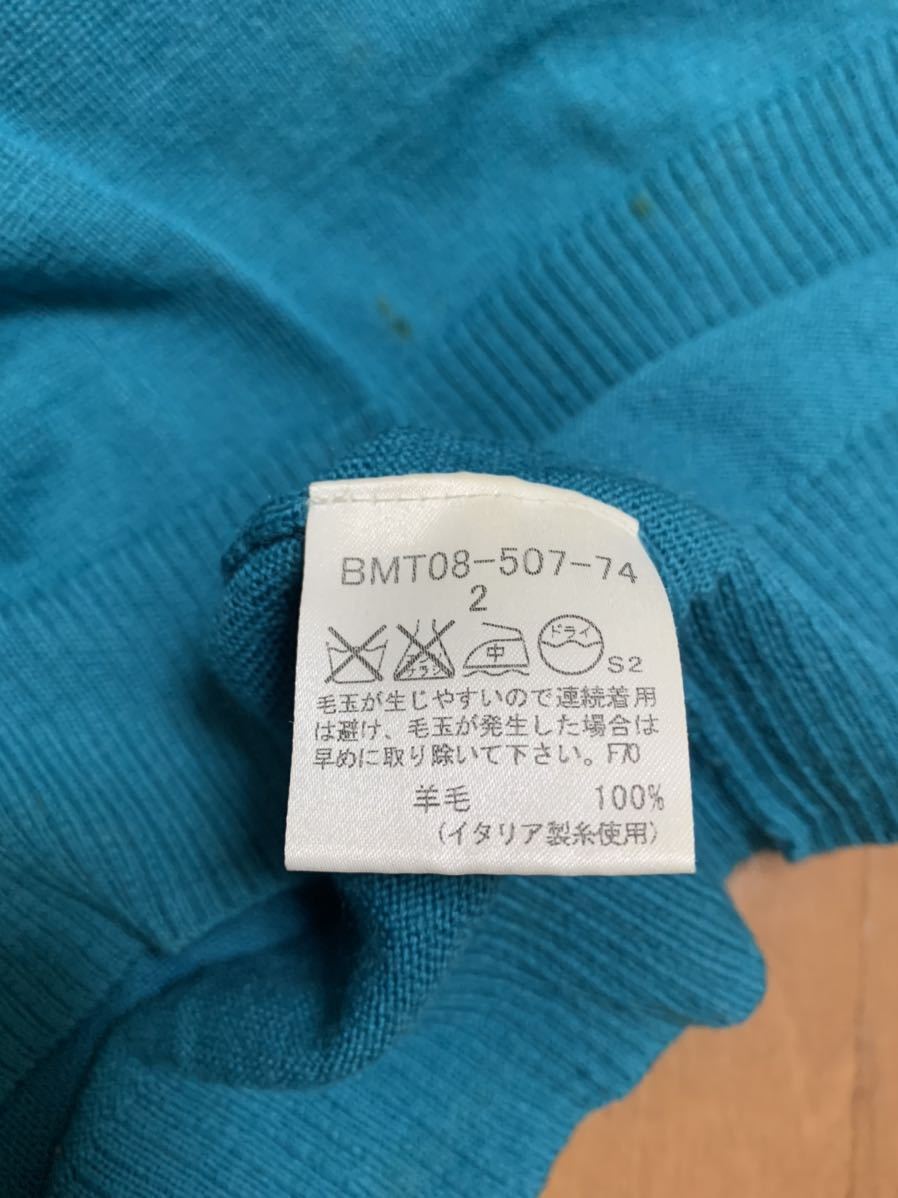 BMT08-507-74
2
中 ドライ S2
毛玉が生じやすいので連続着用
は避け、毛玉が発生した場合は
早めに取り除いて下さい。F70
羊毛 100%
(イタリア製糸使用)